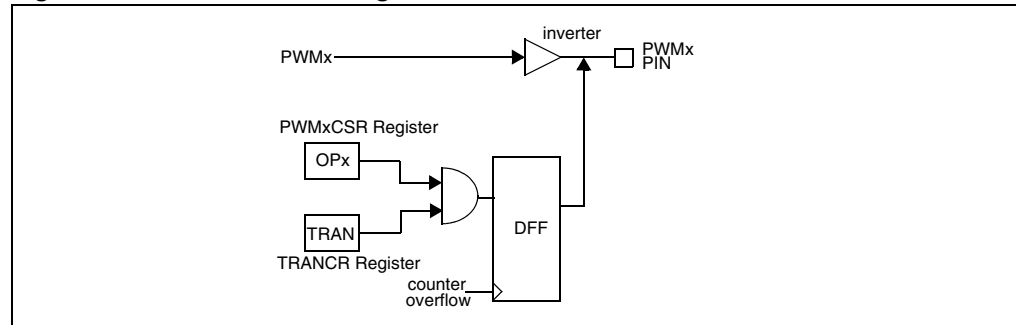 inverter
PWMx
PWMx
PIN
PWMxCSR Register
OPx
TRAN
DFF
TRANCR Register
counter
overflow